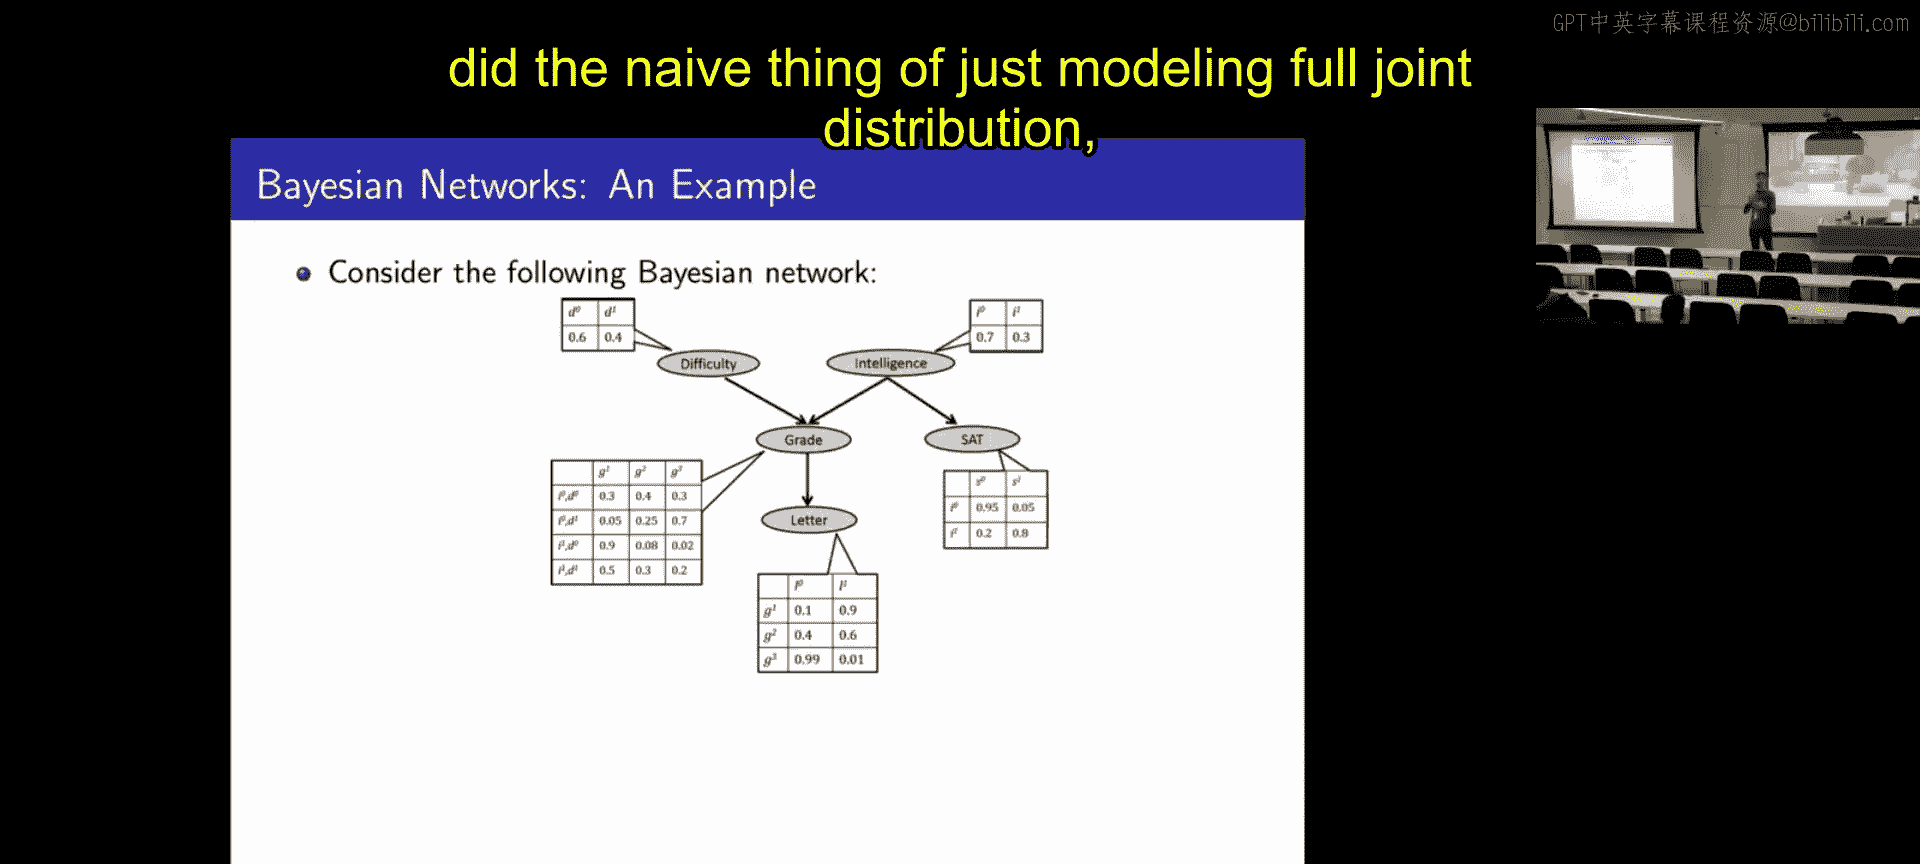 GPT中英字幕课程资源@bilibili.com
did the naive thing of just modeling full joint
distribution,
Bayesian Networks: An Example
Consider the following Bayesian network:
d⁰ d¹
0.6 0.4
i⁰ i¹
0.7 0.3
Difficulty
Intelligence
Grade
SAT
g¹ g² g³
i⁰,d⁰ 0.3 0.4 0.3
i⁰,d¹ 0.05 0.25 0.7
i¹,d⁰ 0.9 0.08 0.02
i¹,d¹ 0.5 0.3 0.2
s⁰ s¹
i⁰ 0.95 0.05
i¹ 0.2 0.8
Letter
l⁰ l¹
g¹ 0.1 0.9
g² 0.4 0.6
g³ 0.99 0.01